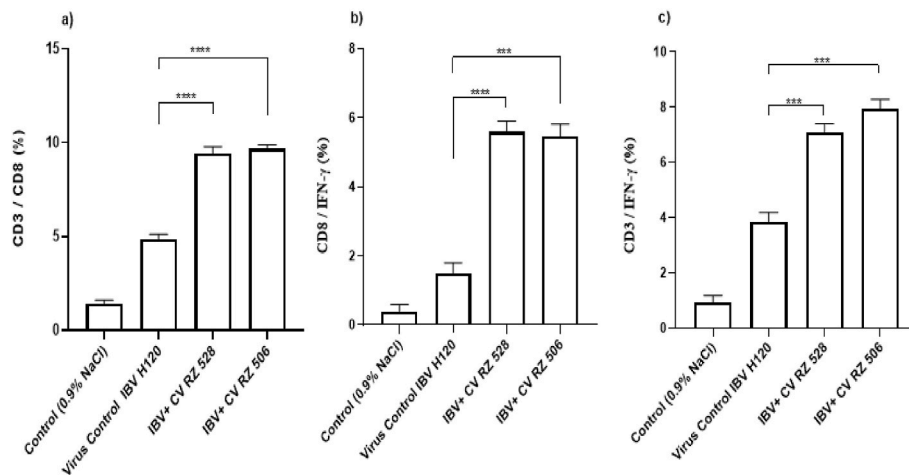 a)
CD3 / CD8 (%)
15
10
5
0
****
****
Control (0.9% NaCl)
Virus Control IBV H120
IBV+ CV RZ 528
IBV+ CV RZ 506
b)
CD8 / IFN-γ (%)
8
6
4
2
0
***
****
Control (0.9% NaCl)
Virus Control IBV H120
IBV+ CV RZ 528
IBV+ CV RZ 506
c)
CD3 / IFN-γ (%)
10
8
6
4
2
0
***
***
Control (0.9% NaCl)
Virus Control IBV H120
IBV+ CV RZ 528
IBV+ CV RZ 506